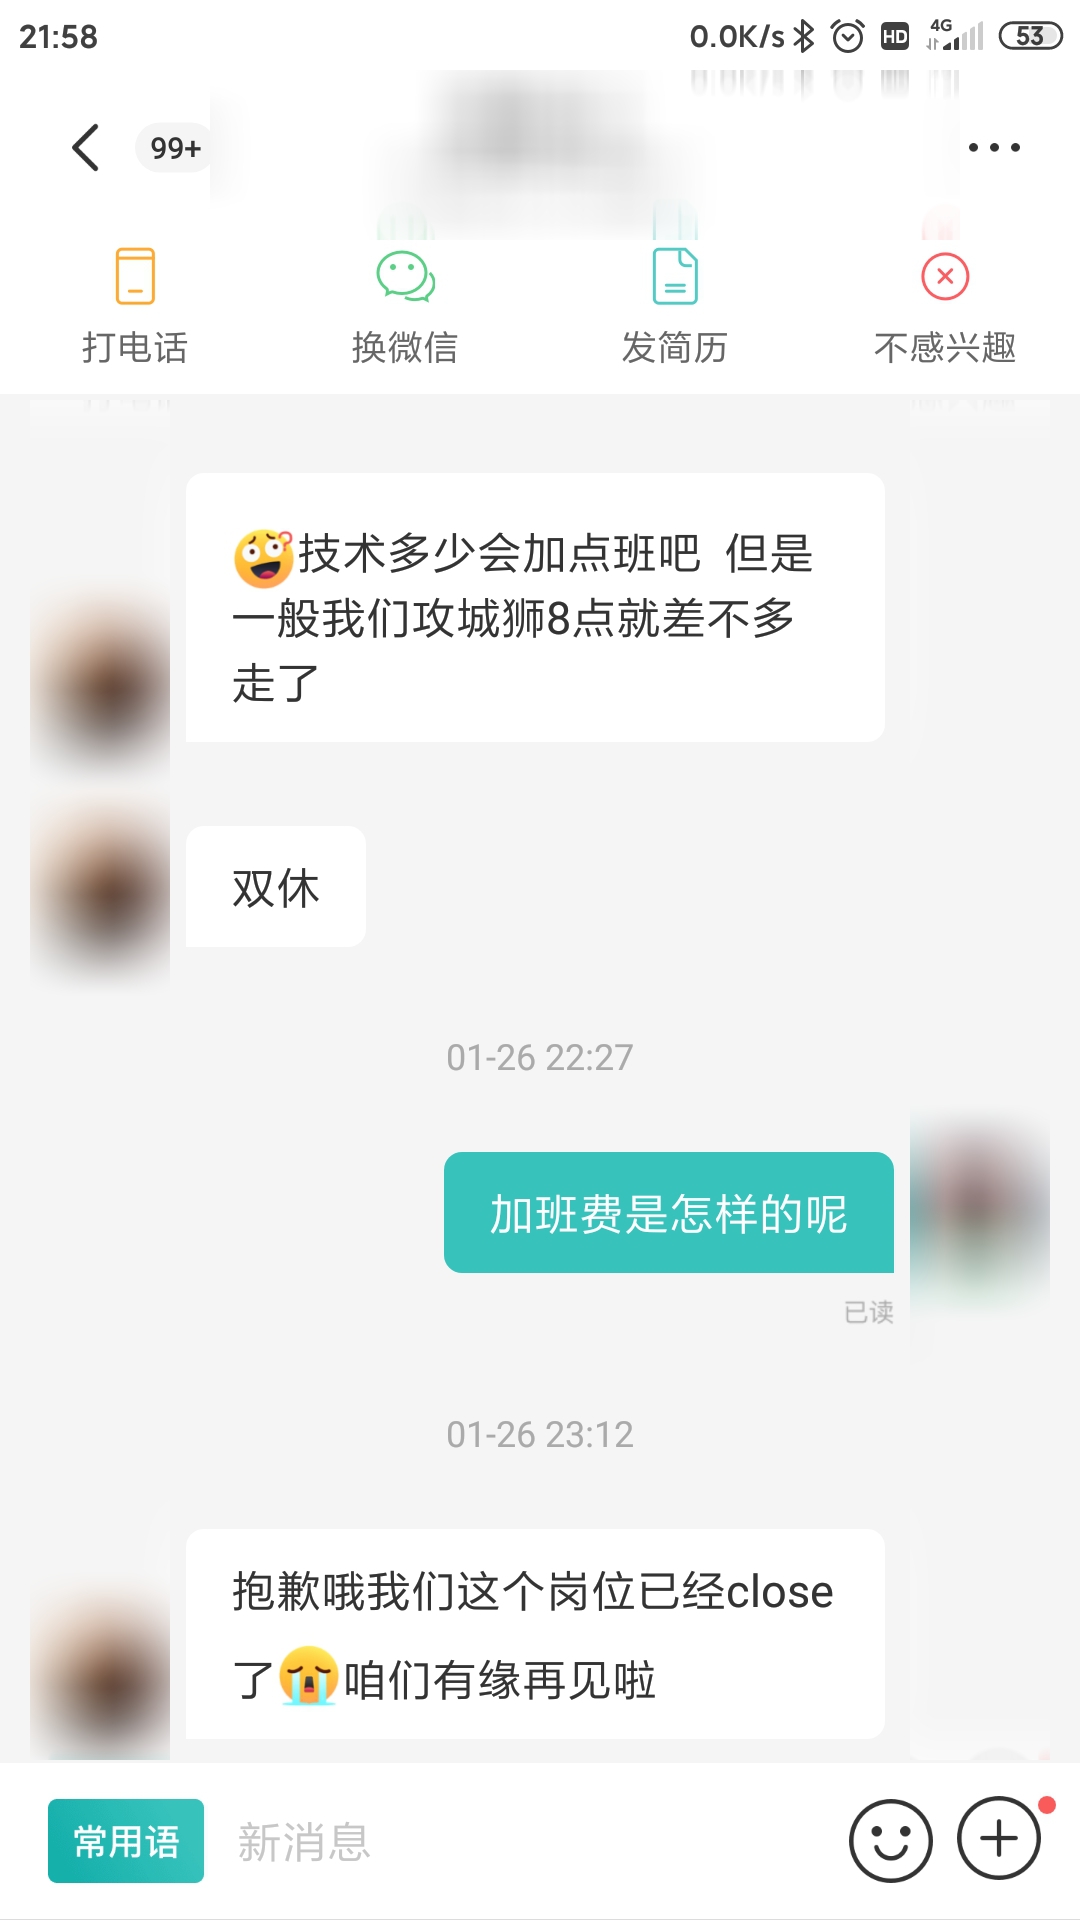 21:58
0.0K/s
HD
4G
53
99+
打电话
换微信
发简历
不感兴趣
技术多少会加点班吧 但是
一般我们攻城狮8点就差不多
走了
双休
01-26 22:27
加班费是怎样的呢
已读
01-26 23:12
抱歉哦我们这个岗位已经close
了😭咱们有缘再见啦
常用语
新消息